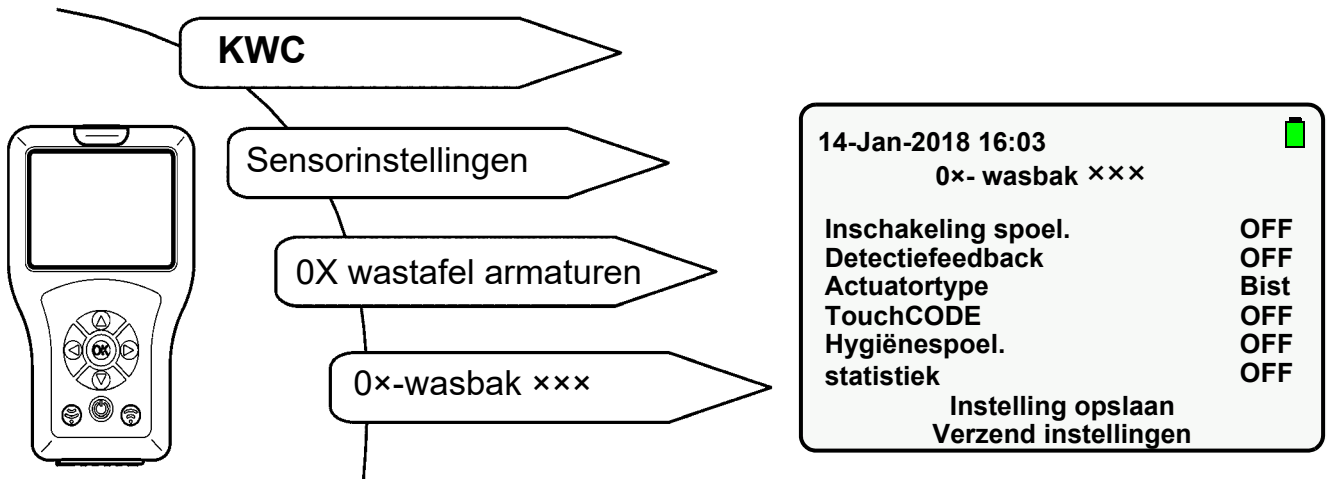 KWC
Sensorinstellingen
0X wastafel armaturen
0×-wasbak ×××
OK
14-Jan-2018 16:03
0×- wasbak ×××
Inschakeling spoel. OFF
Detectiefeedback OFF
Actuatortype Bist
TouchCODE OFF
Hygiënespoel. OFF
statistiek OFF
Instelling opslaan
Verzend instellingen